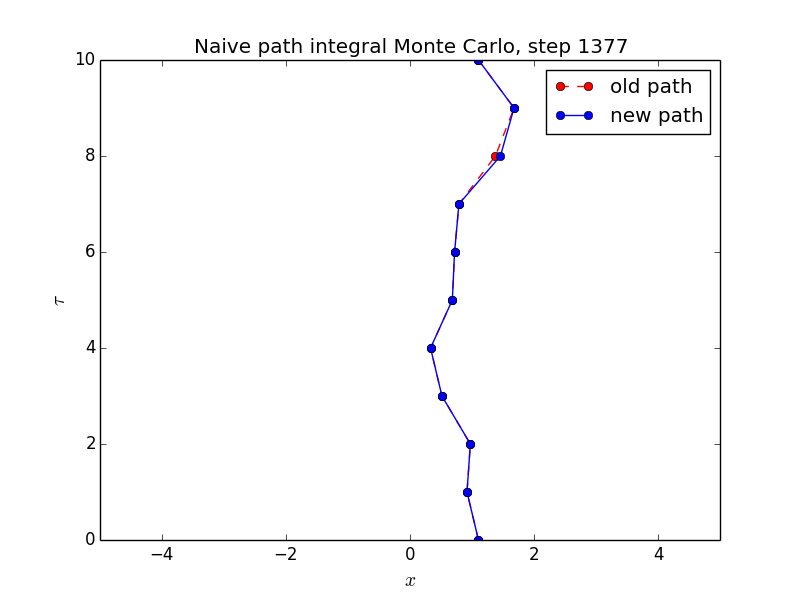 Naive path integral Monte Carlo, step 1377
10
old path
new path
8
6
τ
4
2
0
−4 −2 0 2 4
x